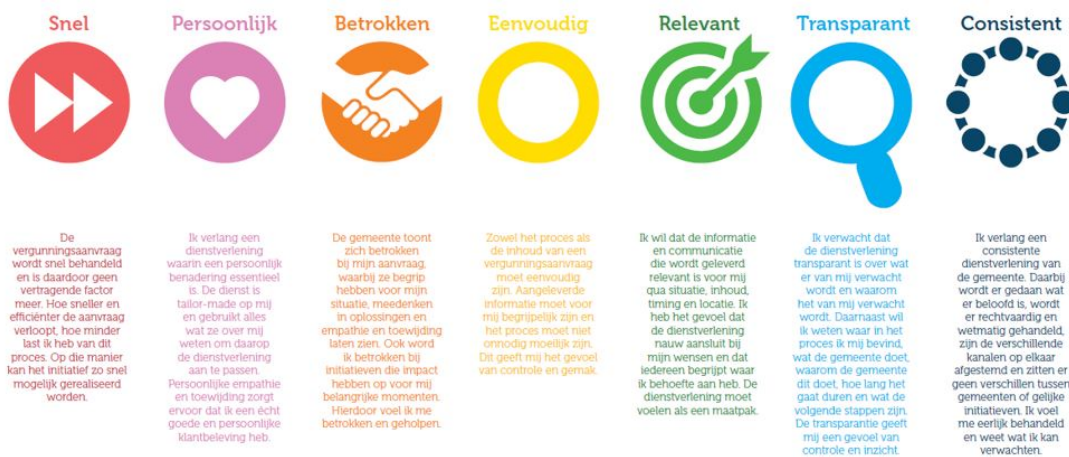 Snel
De
vergunningsaanvraag
wordt snel behandeld
en is daardoor geen
vertragende factor
meer. Hoe sneller en
efficiënter de aanvraag
verloopt, hoe minder
last ik heb van dit
proces. Op die manier
kan het initiatief zo snel
mogelijk gerealiseerd
worden.
Persoonlijk
Ik verlang een
dienstverlening
waarin een persoonlijk
benadering essentieel
is. De dienst is
tailor-made op mij
en gebruikt alles
wat ze over mij
weten om daarop
de dienstverlening
aan te passen.
Persoonlijke empathie
en toewijding zorgt
ervoor dat ik een écht
goede en persoonlijke
klantbeleving heb.
Betrokken
De gemeente toont
zich betrokken
bij mijn aanvraag,
waarbij ze begrip
hebben voor mijn
situatie, meedenken
in oplossingen en
empathie en toewijding
laten zien. Ook word
ik betrokken bij
initiatieven die impact
hebben op voor mij
belangrijke momenten.
Hierdoor voel ik me
betrokken en geholpen.
Eenvoudig
Zowel het proces als
de inhoud van een
vergunningsaanvraag
moet eenvoudig
zijn. Aangeleverde
informatie moet voor
mij begrijpelijk zijn en
het proces moet niet
onnodig moeilijk zijn.
Dit geeft mij het gevoel
van controle en gemak.
Relevant
Ik wil dat de informatie
en communicatie
die wordt geleverd
relevant is voor mij
qua situatie, inhoud,
timing en locatie. Ik
heb het gevoel dat
de dienstverlening
nauw aansluit bij
mijn wensen en dat
iedereen begrijpt waar
ik behoefte aan heb. De
dienstverlening moet
voelen als een maatpak.
Transparant
Ik verwacht dat
de dienstverlening
transparant is over wat
er van mij verwacht
wordt en waarom
het van mij verwacht
wordt. Daarnaast wil
ik weten waar in het
proces ik mij bevind,
wat de gemeente doet,
waarom de gemeente
dit doet, hoe lang het
gaat duren en wat de
volgende stappen zijn.
De transparantie geeft
mij een gevoel van
controle en inzicht.
Consistent
Ik verlang een
consistente
dienstverlening van
de gemeente. Daarbij
wordt er gedaan wat
er beloofd is, wordt
er rechtvaardig en
wetmatig gehandeld,
zijn de verschillende
kanalen op elkaar
afgestemd en zitten er
geen verschillen tussen
gemeenten of gelijke
initiatieven. Ik voel
me eerlijk behandeld
en weet wat ik kan
verwachten.